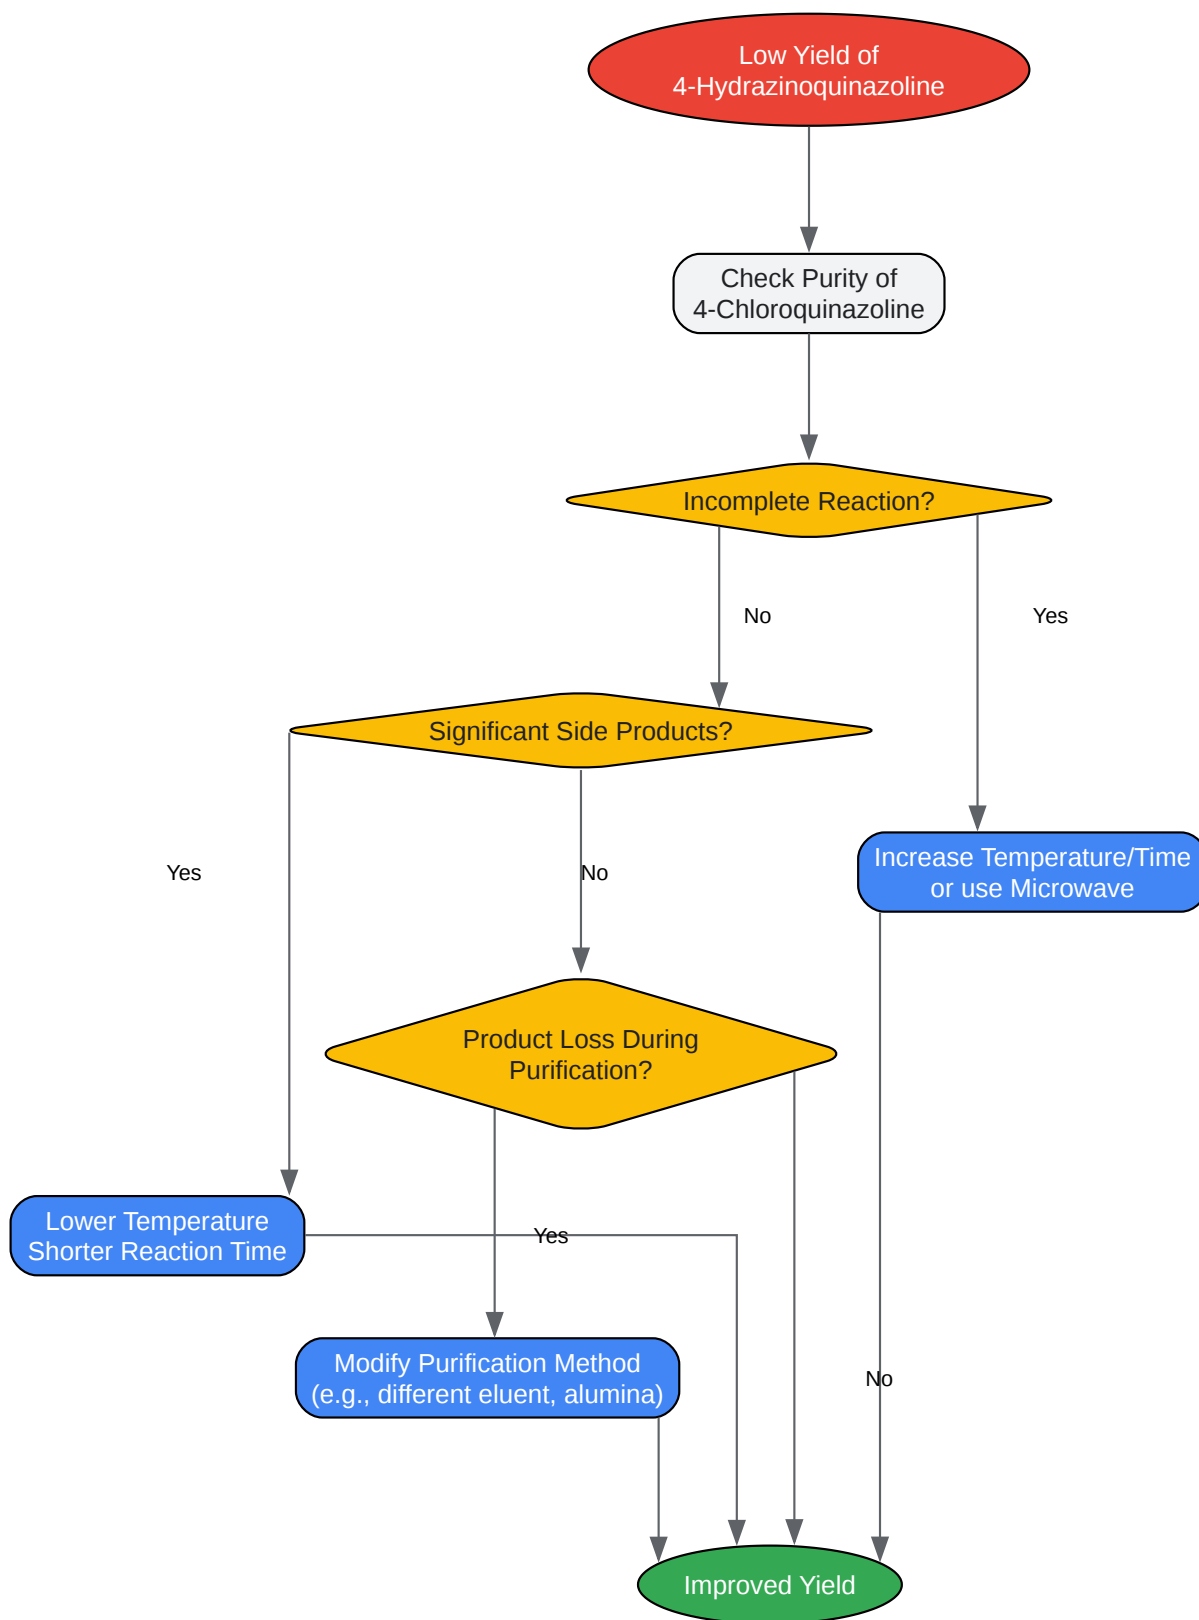 Low Yield of
4-Hydrazinoquinazoline
Check Purity of
4-Chloroquinazoline
Incomplete Reaction?
No
Yes
Significant Side Products?
Yes
No
Increase Temperature/Time
or use Microwave
Product Loss During
Purification?
Lower Temperature
Shorter Reaction Time
Yes
Modify Purification Method
(e.g., different eluent, alumina)
No
Improved Yield